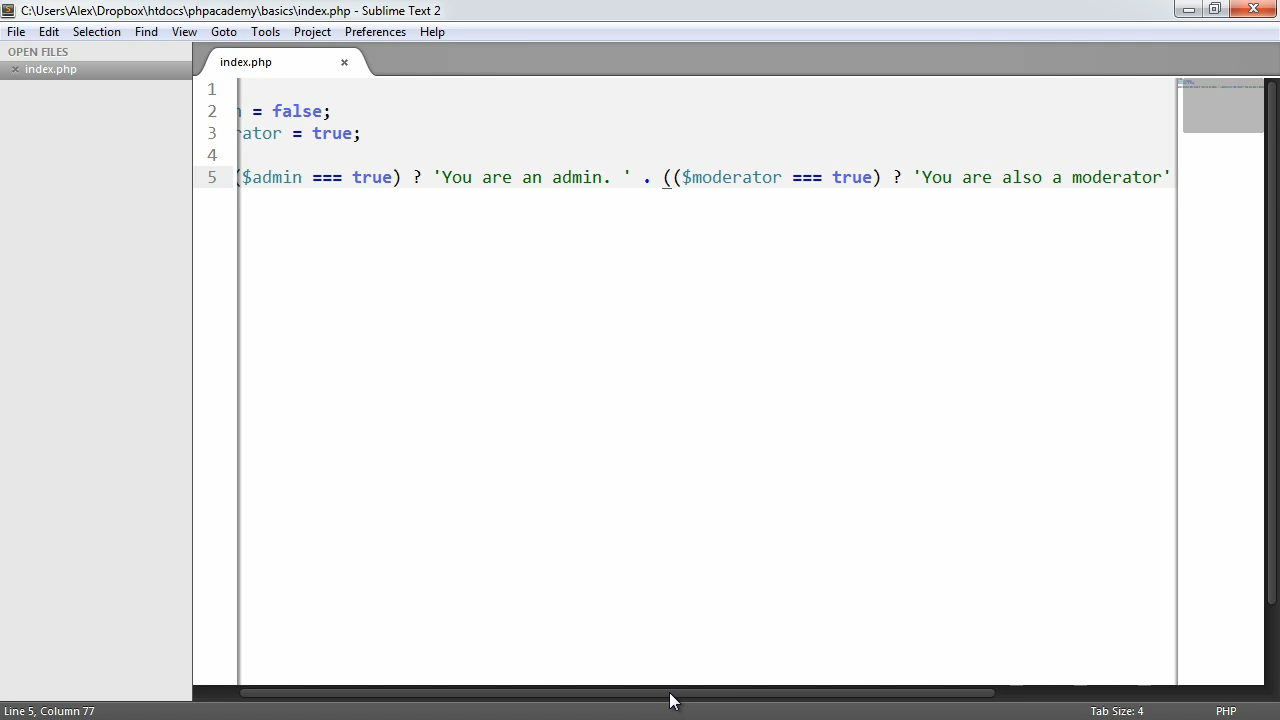 C:\Users\Alex\Dropbox\htdocs\phpacademy\basics\index.php - Sublime Text 2
File Edit Selection Find View Goto Tools Project Preferences Help
OPEN FILES
index.php
index.php
1
2 = false;
3 rator = true;
4
5 ($admin === true) ? 'You are an admin. ' . (($moderator === true) ? 'You are also a moderator'
Line 5, Column 77
Tab Size: 4
PHP